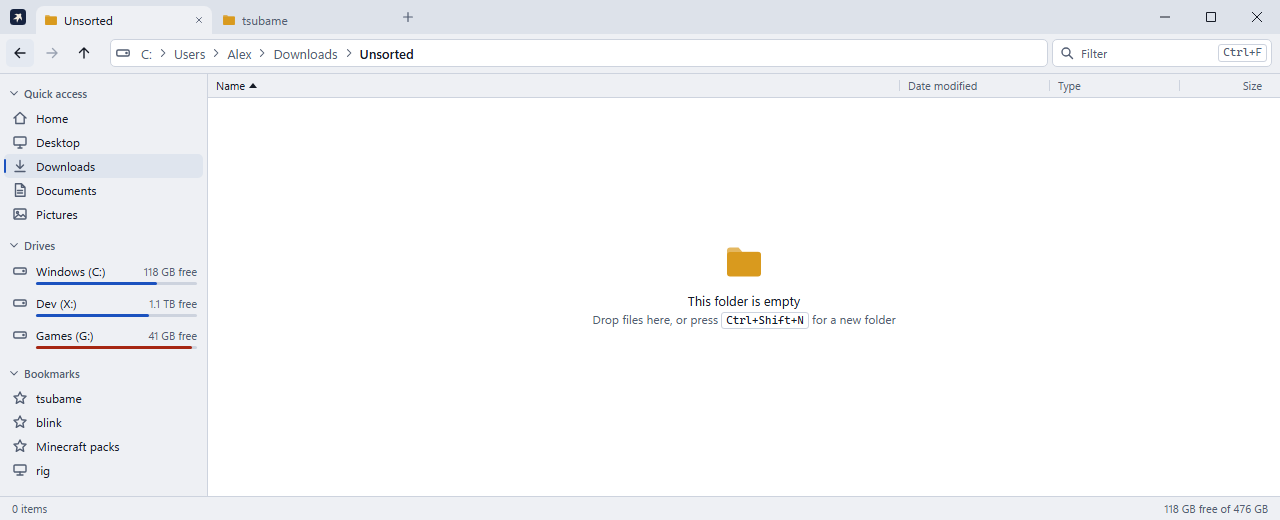 Unsorted
tsubame
C: Users Alex Downloads Unsorted
Filter Ctrl+F
Quick access
Home
Desktop
Downloads
Documents
Pictures
Drives
Windows (C:) 118 GB free
Dev (X:) 1.1 TB free
Games (G:) 41 GB free
Bookmarks
tsubame
blink
Minecraft packs
rig
Name Date modified Type Size
This folder is empty
Drop files here, or press Ctrl+Shift+N for a new folder
0 items
118 GB free of 476 GB